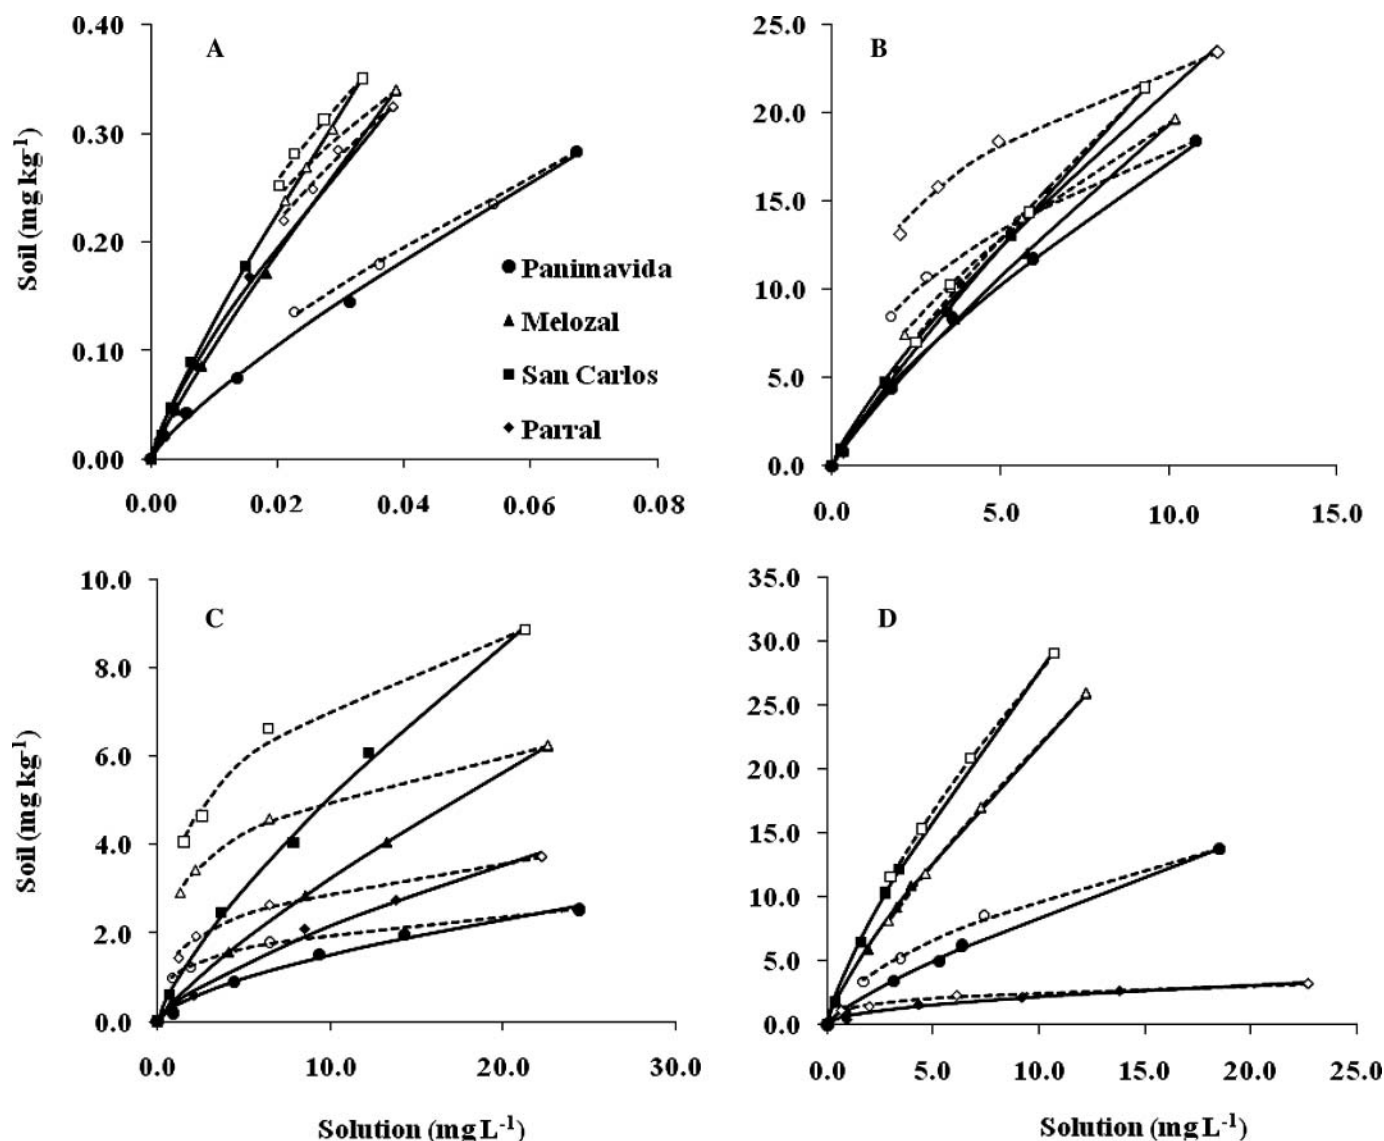 A
0.40
0.30
0.20
0.10
0.00
0.00 0.02 0.04 0.06 0.08
Soil (mg kg-1)
Panimavida
Melozal
San Carlos
Parral
B
25.0
20.0
15.0
10.0
5.0
0.0
0.0 5.0 10.0 15.0
C
10.0
8.0
6.0
4.0
2.0
0.0
0.0 10.0 20.0 30.0
Soil (mg kg-1)
Solution (mg L-1)
D
35.0
30.0
25.0
20.0
15.0
10.0
5.0
0.0
0.0 5.0 10.0 15.0 20.0 25.0
Solution (mg L-1)